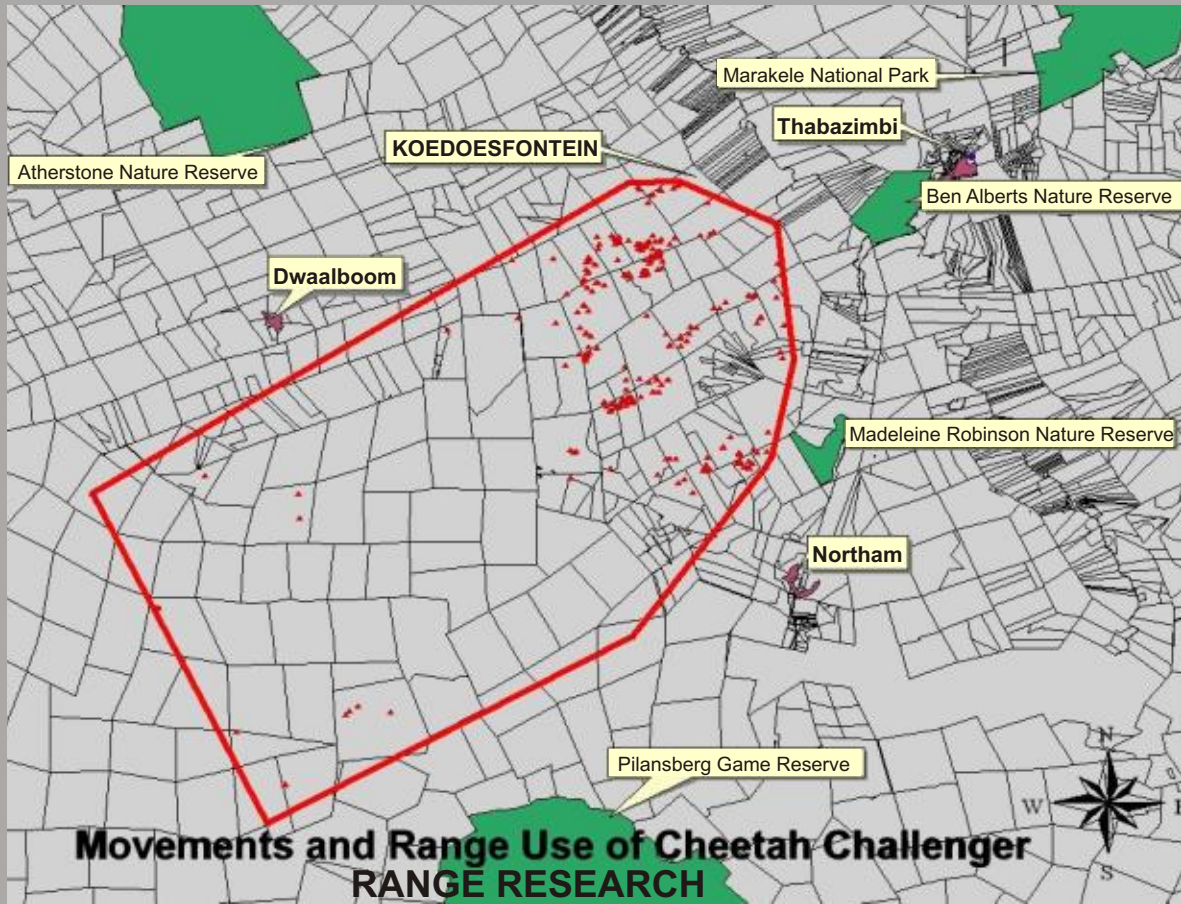 Marakele National Park
Thabazimbi
KOEDOESFONTEIN
Atherstone Nature Reserve
Ben Alberts Nature Reserve
Dwaalboom
Madeleine Robinson Nature Reserve
Northam
Pilansberg Game Reserve
N
W
E
S
Movements and Range Use of Cheetah Challenger
RANGE RESEARCH